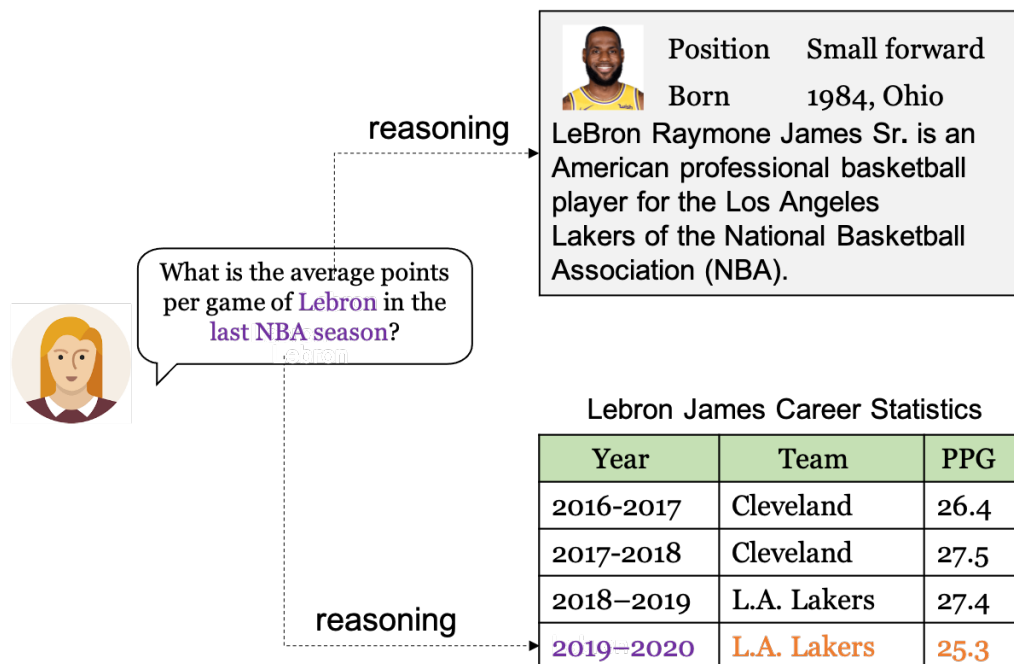 Position Small forward
Born 1984, Ohio
LeBron Raymone James Sr. is an
American professional basketball
player for the Los Angeles
Lakers of the National Basketball
Association (NBA).
reasoning
What is the average points
per game of Lebron in the
last NBA season?
Lebron
Lebron James Career Statistics
Year Team PPG
2016-2017 Cleveland 26.4
2017-2018 Cleveland 27.5
2018–2019 L.A. Lakers 27.4
2019–2020 L.A. Lakers 25.3
reasoning